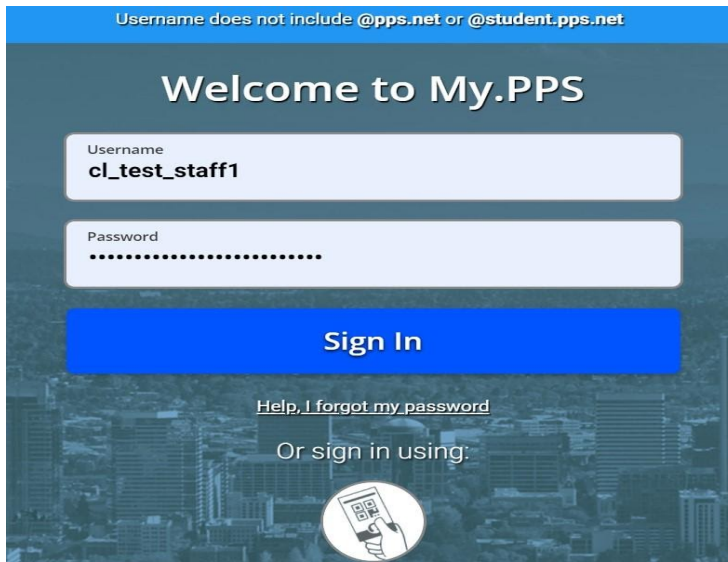 Username does not include @pps.net or @student.pps.net
Welcome to My.PPS
Username
cl_test_staff1
Password
••••••••••••••••••••••••••
Sign In
Help, I forgot my password
Or sign in using: